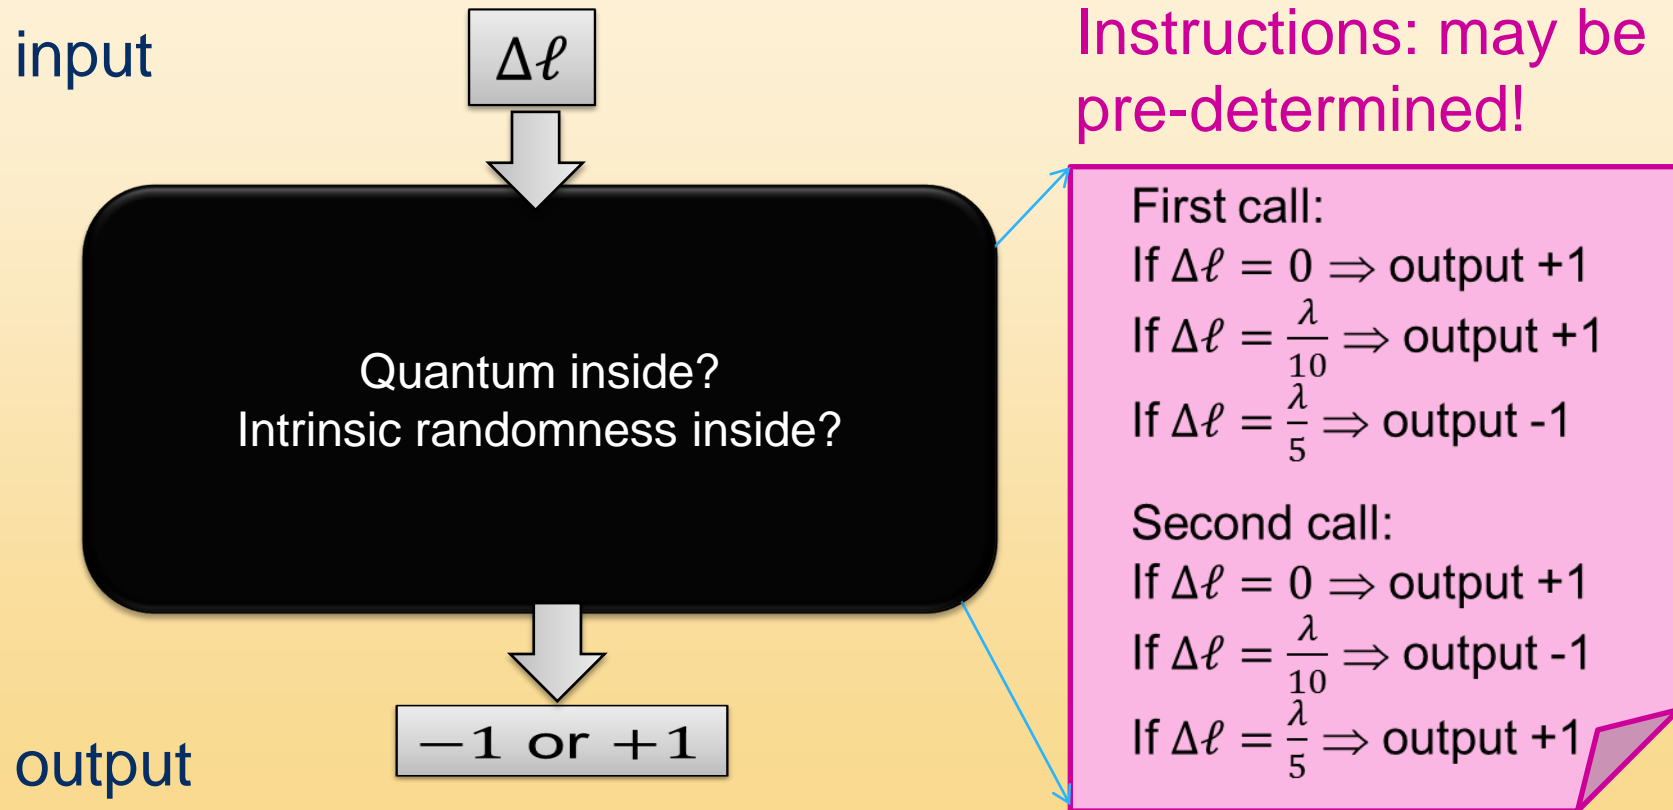 input
Δℓ
Quantum inside?
Intrinsic randomness inside?
−1 or +1
output
Instructions: may be
pre-determined!
First call:
If Δℓ = 0 ⇒ output +1
If Δℓ = λ/10 ⇒ output +1
If Δℓ = λ/5 ⇒ output -1
Second call:
If Δℓ = 0 ⇒ output +1
If Δℓ = λ/10 ⇒ output -1
If Δℓ = λ/5 ⇒ output +1